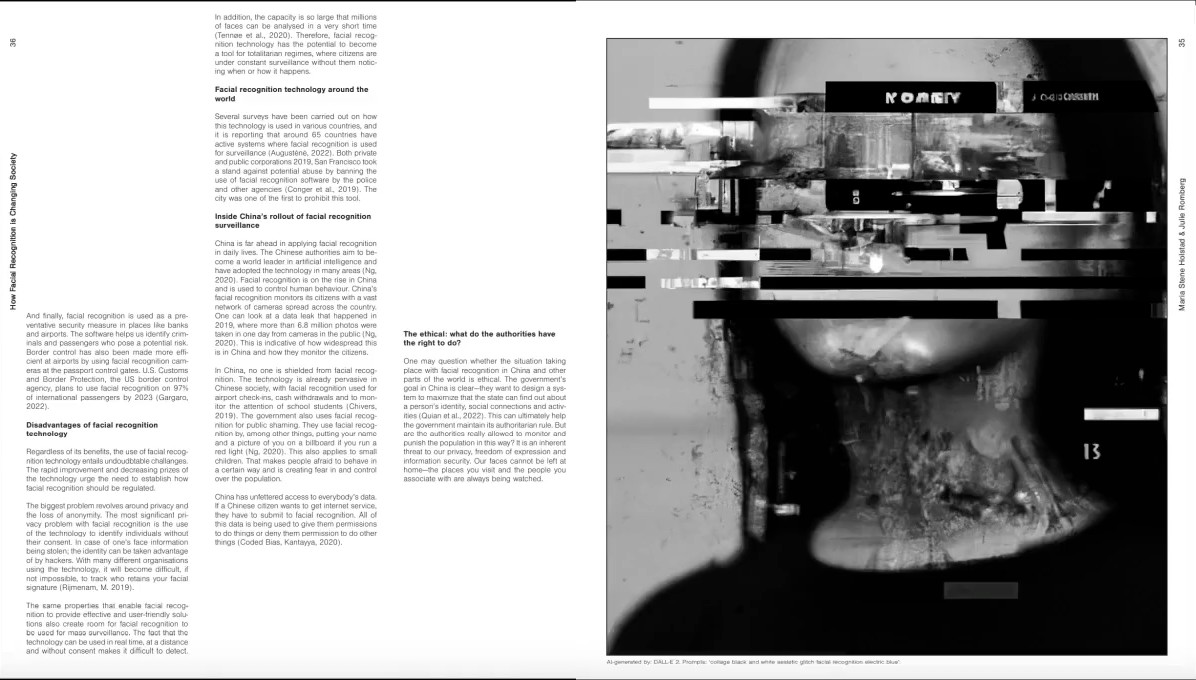 36
How Facial Recognition is Changing Society
And finally, facial recognition is used as a pre-
ventative security measure in places like banks
and airports. The software helps us identify crim-
inals and passengers who pose a potential risk.
Border control has also been made more effi-
cient at airports by using facial recognition cam-
eras at the passport control gates. U.S. Customs
and Border Protection, the US border control
agency, plans to use facial recognition on 97%
of international passengers by 2023 (Gargaro,
2022).
Disadvantages of facial recognition
technology
Regardless of its benefits, the use of facial recog-
nition technology entails undoubtable challanges.
The rapid improvement and decreasing prizes of
the technology urge the need to establish how
facial recognition should be regulated.
The biggest problem revolves around privacy and
the loss of anonymity. The most significant pri-
vacy problem with facial recognition is the use
of the technology to identify individuals without
their consent. In case of one's face information
being stolen; the identity can be taken advantage
of by hackers. With many different organisations
using the technology, it will become difficult, if
not impossible, to track who retains your facial
signature (Rijmenam, M. 2019).
The same properties that enable facial recog-
nition to provide effective and user-friendly solu-
tions also create room for facial recognition to
be used for mass surveillance. The fact that the
technology can be used in real time, at a distance
and without consent makes it difficult to detect.
In addition, the capacity is so large that millions
of faces can be analysed in a very short time
(Tennøe et al., 2020). Therefore, facial recog-
nition technology has the potential to become
a tool for totalitarian regimes, where citizens are
under constant surveillance without them notic-
ing when or how it happens.
Facial recognition technology around the
world
Several surveys have been carried out on how
this technology is used in various countries, and
it is reporting that around 65 countries have
active systems where facial recognition is used
for surveillance (Augustène, 2022). Both private
and public corporations 2019, San Francisco took
a stand against potential abuse by banning the
use of facial recognition software by the police
and other agencies (Conger et al., 2019). The
city was one of the first to prohibit this tool.
Inside China's rollout of facial recognition
surveillance
China is far ahead in applying facial recognition
in daily lives. The Chinese authorities aim to be-
come a world leader in artificial intelligence and
have adopted the technology in many areas (Ng,
2020). Facial recognition is on the rise in China
and is used to control human behaviour. China's
facial recognition monitors its citizens with a vast
network of cameras spread across the country.
One can look at a data leak that happened in
2019, where more than 6.8 million photos were
taken in one day from cameras in the public (Ng,
2020). This is indicative of how widespread this
is in China and how they monitor the citizens.
In China, no one is shielded from facial recog-
nition. The technology is already pervasive in
Chinese society, with facial recognition used for
airport check-ins, cash withdrawals and to mon-
itor the attention of school students (Chivers,
2019). The government also uses facial recog-
nition for public shaming. They use facial recog-
nition by, among other things, putting your name
and a picture of you on a billboard if you run a
red light (Ng, 2020). This also applies to small
children. That makes people afraid to behave in
a certain way and is creating fear in and control
over the population.
China has unfettered access to everybody's data.
If a Chinese citizen wants to get internet service,
they have to submit to facial recognition. All of
this data is being used to give them permissions
to do things or deny them permission to do other
things (Coded Bias, Kantayya, 2020).
The ethical: what do the authorities have
the right to do?
One may question whether the situation taking
place with facial recognition in China and other
parts of the world is ethical. The government's
goal in China is clear—they want to design a sys-
tem to maximize that the state can find out about
a person's identity, social connections and activ-
ities (Quian et al., 2022). This can ultimately help
the government maintain its authoritarian rule. But
are the authorities really allowed to monitor and
punish the population in this way? It is an inherent
threat to our privacy, freedom of expression and
information security. Our faces cannot be left at
home—the places you visit and the people you
associate with are always being watched.
13
AI-generated by: DALL-E 2. Prompts: 'collage black and white asistetic glitch facial recognition electric blue'.
35
Maria Stene Holstad & Julie Romberg